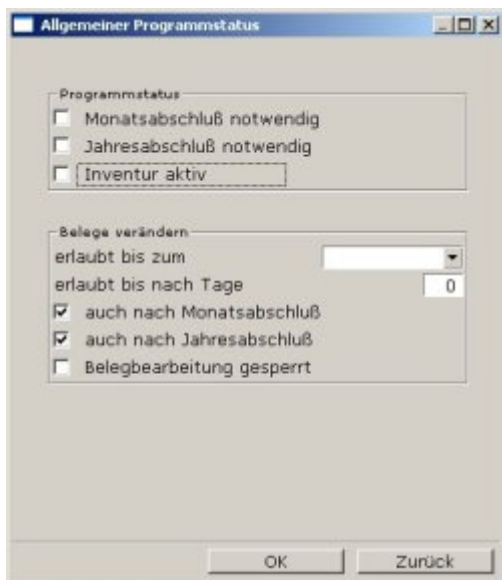 Allgemeiner Programmstatus
Programmstatus
Monatsabschluß notwendig
Jahresabschluß notwendig
Inventur aktiv
Belege verändern
erlaubt bis zum
erlaubt bis nach Tage 0
auch nach Monatsabschluß
auch nach Jahresabschluß
Belegbearbeitung gesperrt
OK Zurück